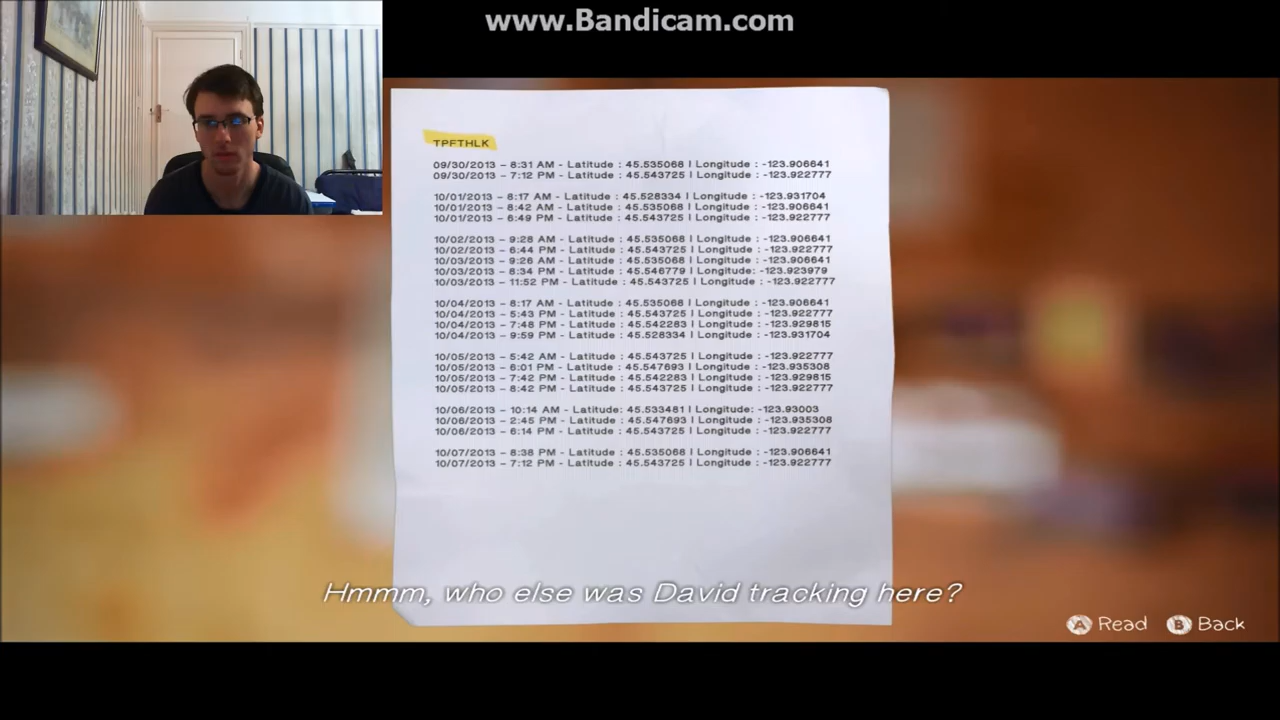 www.Bandicam.com
TPFTHLK
09/30/2013 – 8:31 AM - Latitude : 45.535068 | Longitude : -123.906641
09/30/2013 – 7:12 PM - Latitude : 45.543725 | Longitude : -123.922777
10/01/2013 – 8:17 AM - Latitude : 45.528334 | Longitude : -123.931704
10/01/2013 – 8:42 AM - Latitude : 45.535068 | Longitude : -123.906641
10/01/2013 – 6:49 PM - Latitude : 45.543725 | Longitude : -123.922777
10/02/2013 – 9:28 AM - Latitude : 45.535068 | Longitude : -123.906641
10/02/2013 – 6:44 PM - Latitude : 45.543725 | Longitude : -123.922777
10/03/2013 – 9:26 AM - Latitude : 45.535068 | Longitude : -123.906641
10/03/2013 – 8:34 PM - Latitude : 45.546779 | Longitude: -123.923979
10/03/2013 – 11:52 PM - Latitude : 45.543725 | Longitude : -123.922777
10/04/2013 – 8:17 AM - Latitude : 45.535068 | Longitude : -123.906641
10/04/2013 – 5:43 PM - Latitude : 45.543725 | Longitude : -123.922777
10/04/2013 – 7:48 PM - Latitude : 45.542283 | Longitude : -123.929815
10/04/2013 – 9:59 PM - Latitude : 45.528334 | Longitude : -123.931704
10/05/2013 – 5:42 AM - Latitude : 45.543725 | Longitude : -123.922777
10/05/2013 – 6:01 PM - Latitude : 45.547693 | Longitude : -123.935308
10/05/2013 – 7:42 PM - Latitude : 45.542283 | Longitude : -123.929815
10/05/2013 – 8:42 PM - Latitude : 45.543725 | Longitude : -123.922777
10/06/2013 – 10:14 AM - Latitude: 45.533481 | Longitude: -123.93003
10/06/2013 – 2:45 PM - Latitude : 45.547693 | Longitude : -123.935308
10/06/2013 – 6:14 PM - Latitude : 45.543725 | Longitude : -123.922777
10/07/2013 – 8:38 PM - Latitude : 45.535068 | Longitude : -123.906641
10/07/2013 – 7:12 PM - Latitude : 45.543725 | Longitude : -123.922777
Hmmm, who else was David tracking here?
A Read B Back